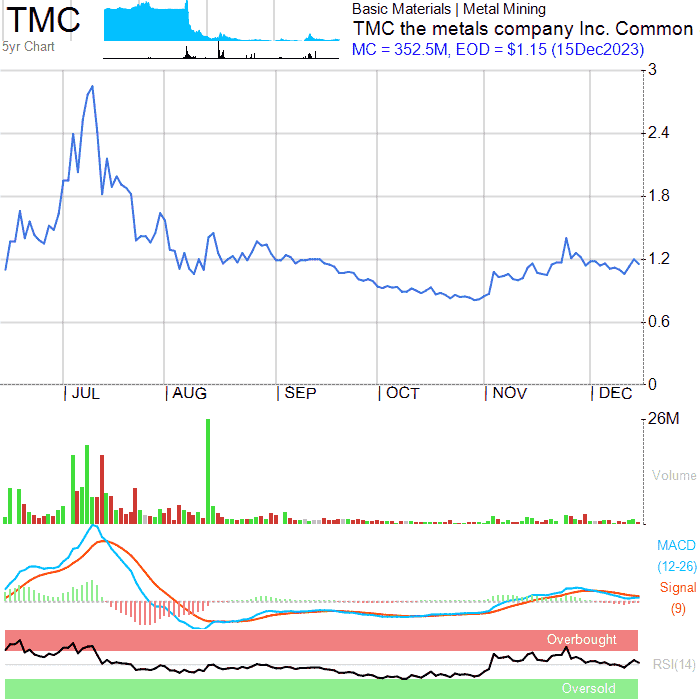 TMC
5yr Chart
Basic Materials | Metal Mining
TMC the metals company Inc. Common
MC = 352.5M, EOD = $1.15 (15Dec2023)
3
2.4
1.8
1.2
0.6
0
JUL AUG SEP OCT NOV DEC
26M
Volume
MACD
(12-26)
Signal
(9)
Overbought
RSI(14)
Oversold